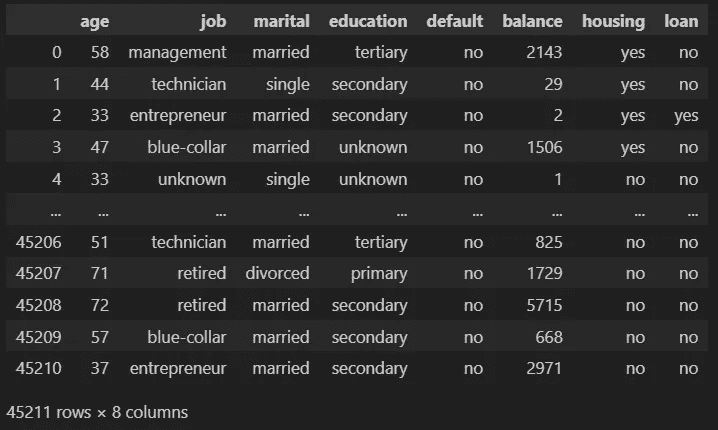 age job marital education default balance housing loan
0 58 management married tertiary no 2143 yes no
1 44 technician single secondary no 29 yes no
2 33 entrepreneur married secondary no 2 yes yes
3 47 blue-collar married unknown no 1506 yes no
4 33 unknown single unknown no 1 no no
... ... ... ... ... ... ... ... ...
45206 51 technician married tertiary no 825 no no
45207 71 retired divorced primary no 1729 no no
45208 72 retired married secondary no 5715 no no
45209 57 blue-collar married secondary no 668 no no
45210 37 entrepreneur married secondary no 2971 no no
45211 rows × 8 columns